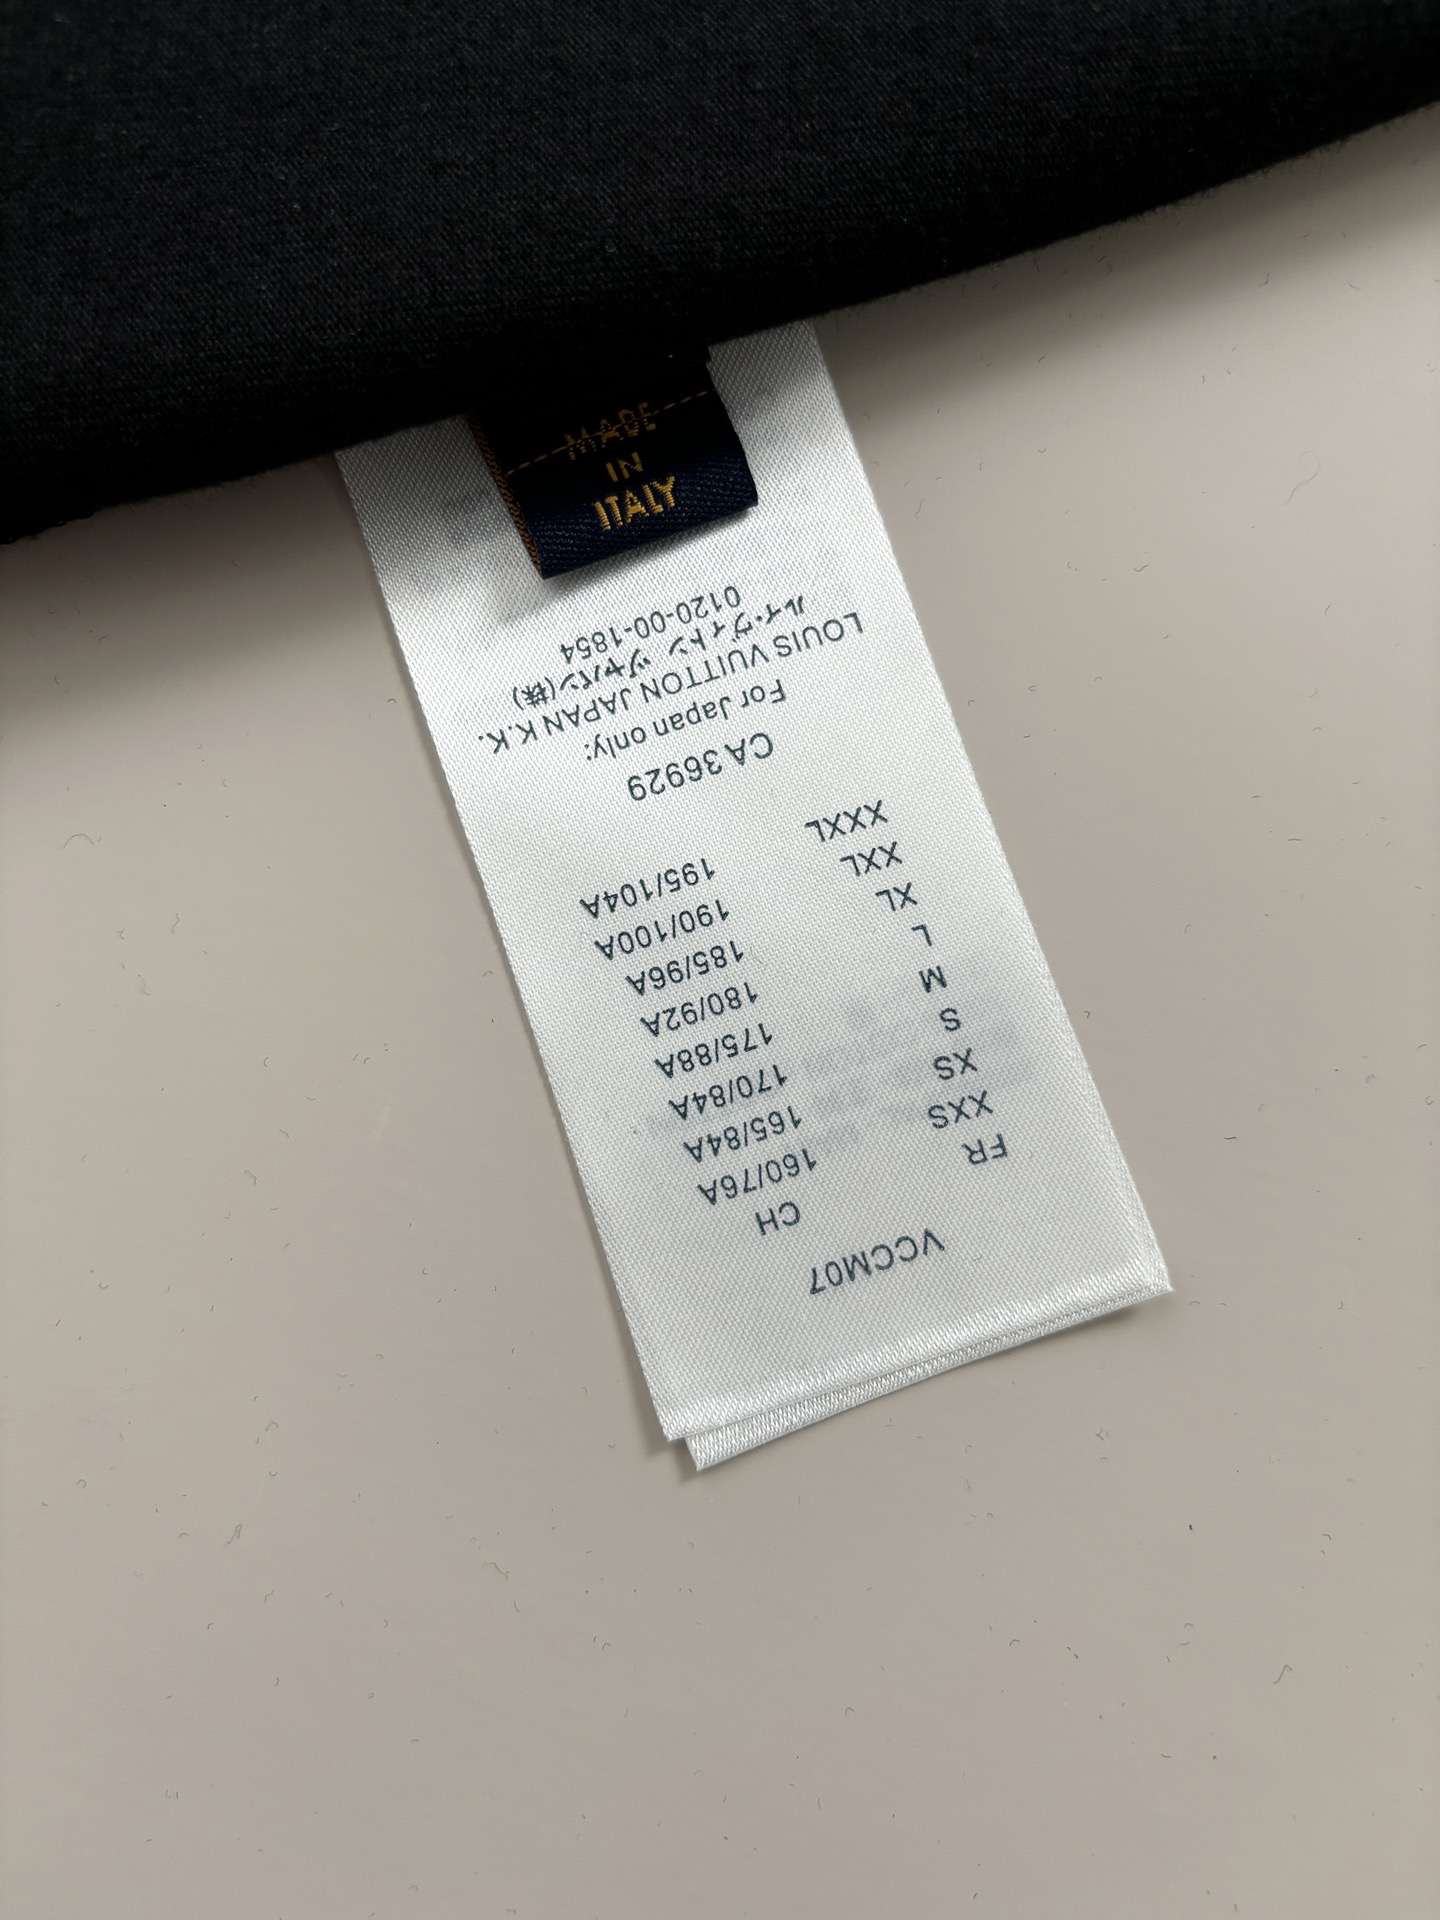 MADE
IN
ITALY
VCCM07
FR CH
XXS 160/76A
XS 165/84A
S 170/84A
M 175/88A
L 180/92A
XL 185/96A
XXL 190/100A
XXXL 195/104A
CA 36929
For Japan only:
LOUIS VUITTON JAPAN K.K.
ルイ・ヴィトン ヅャパン(株)
0120-00-1854